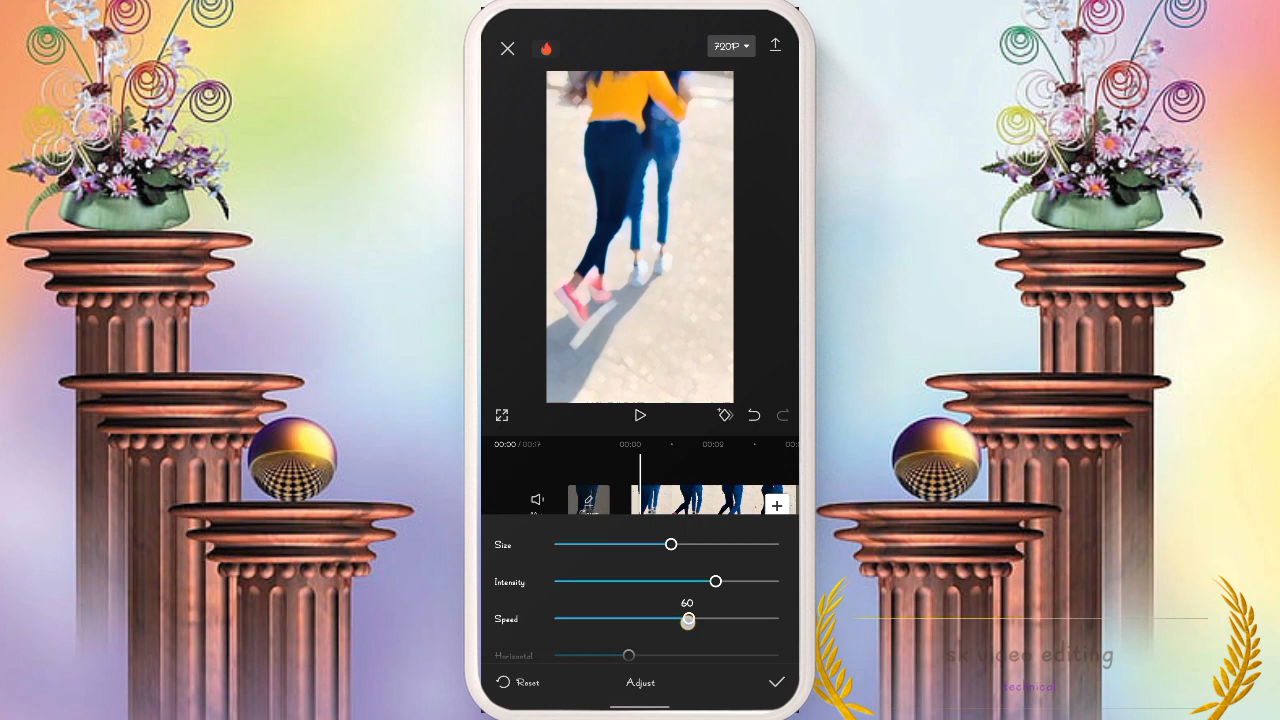 720P
00:00 / 00:17
00:00
00:02
Size
Intensity
60
Speed
Horizontal
Reset
Adjust
sk video editing
technical